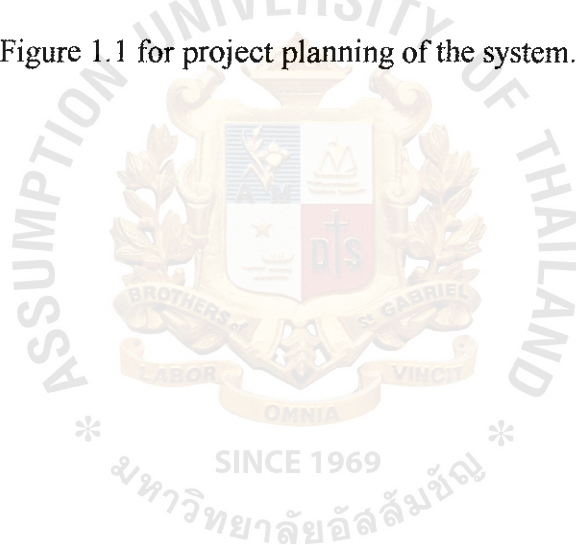 Figure 1.1 for project planning of the system.
ASSUMPTION UNIVERSITY OF THAILAND
A M
D S
BROTHERS of St GABRIEL
LABOR
VINCIT
OMNIA
SINCE 1969
มหาวิทยาลัยอัสสัมชัญ